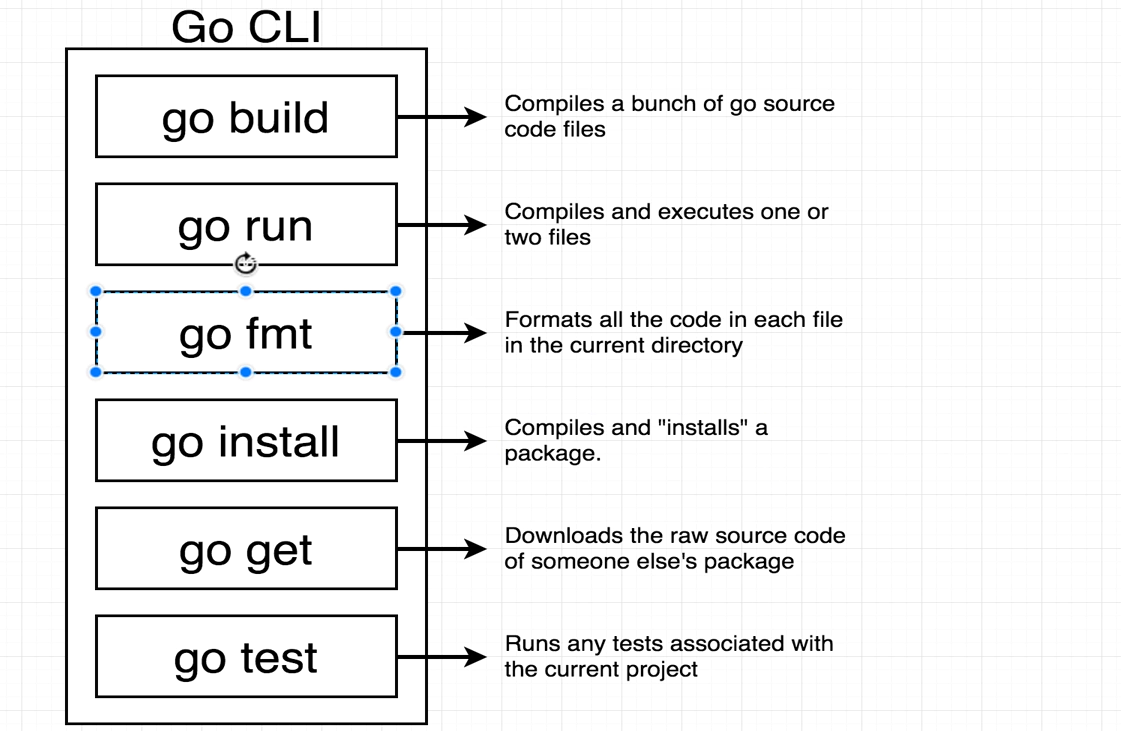 Go CLI
go build
Compiles a bunch of go source
code files
go run
Compiles and executes one or
two files
go fmt
Formats all the code in each file
in the current directory
go install
Compiles and "installs" a
package.
go get
Downloads the raw source code
of someone else's package
go test
Runs any tests associated with
the current project